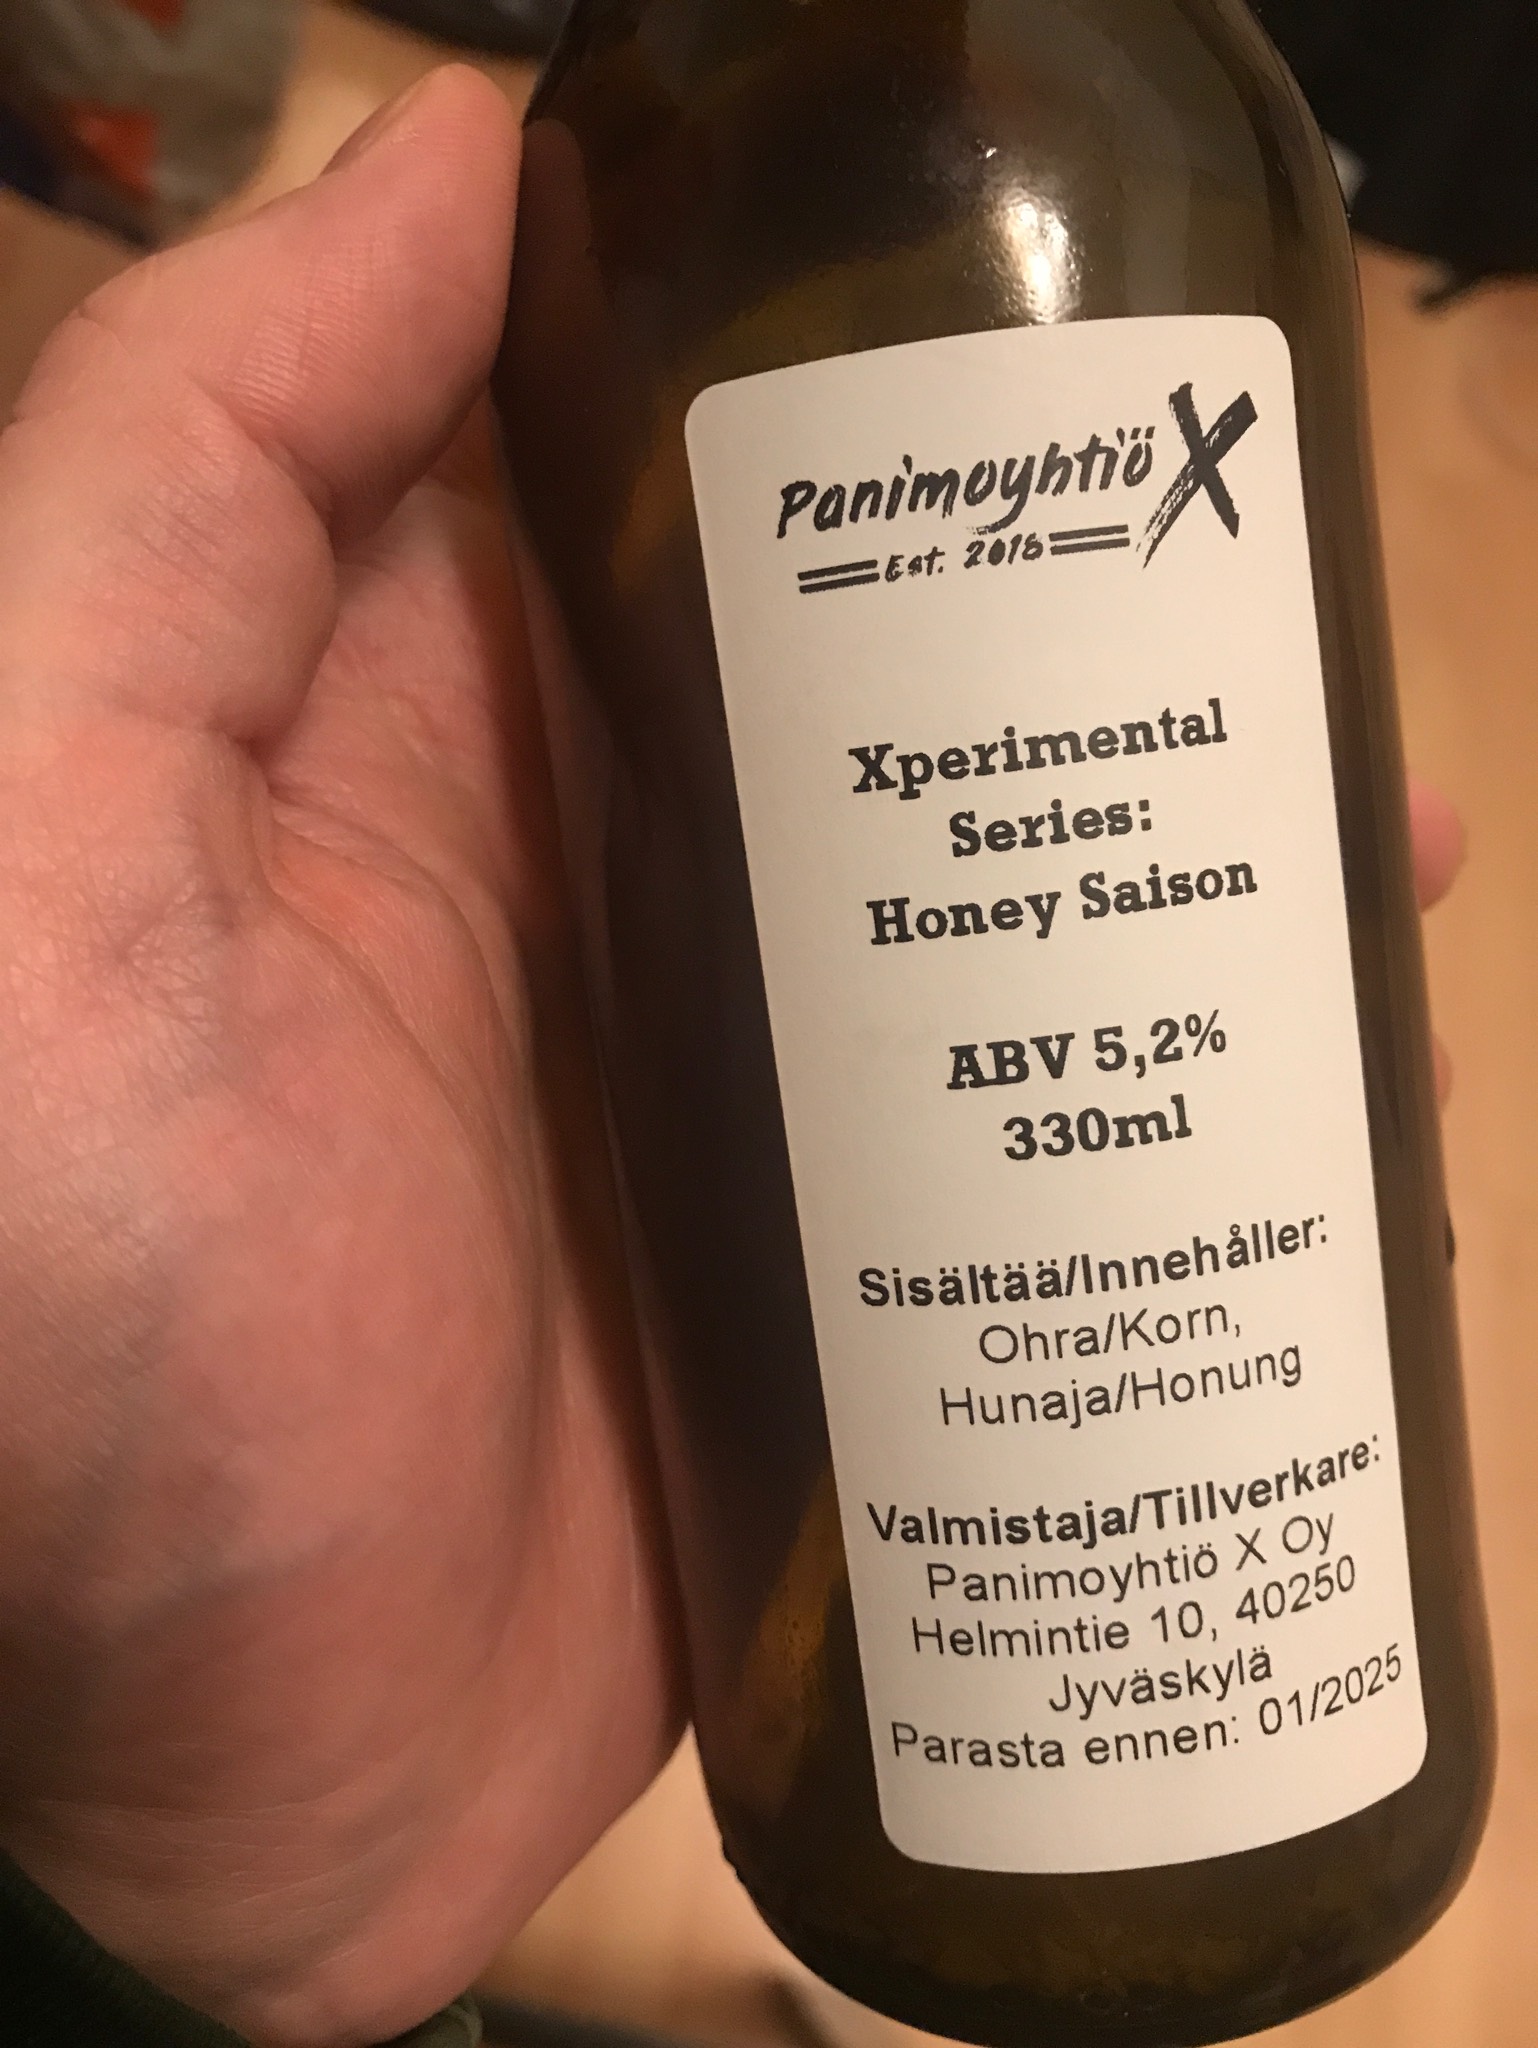 Panimoyhtiö X
Est. 2018
Xperimental
Series:
Honey Saison
ABV 5,2%
330ml
Sisältää/Innehåller:
Ohra/Korn,
Hunaja/Honung
Valmistaja/Tillverkare:
Panimoyhtiö X Oy
Helmintie 10, 40250
Jyväskylä
Parasta ennen: 01/2025